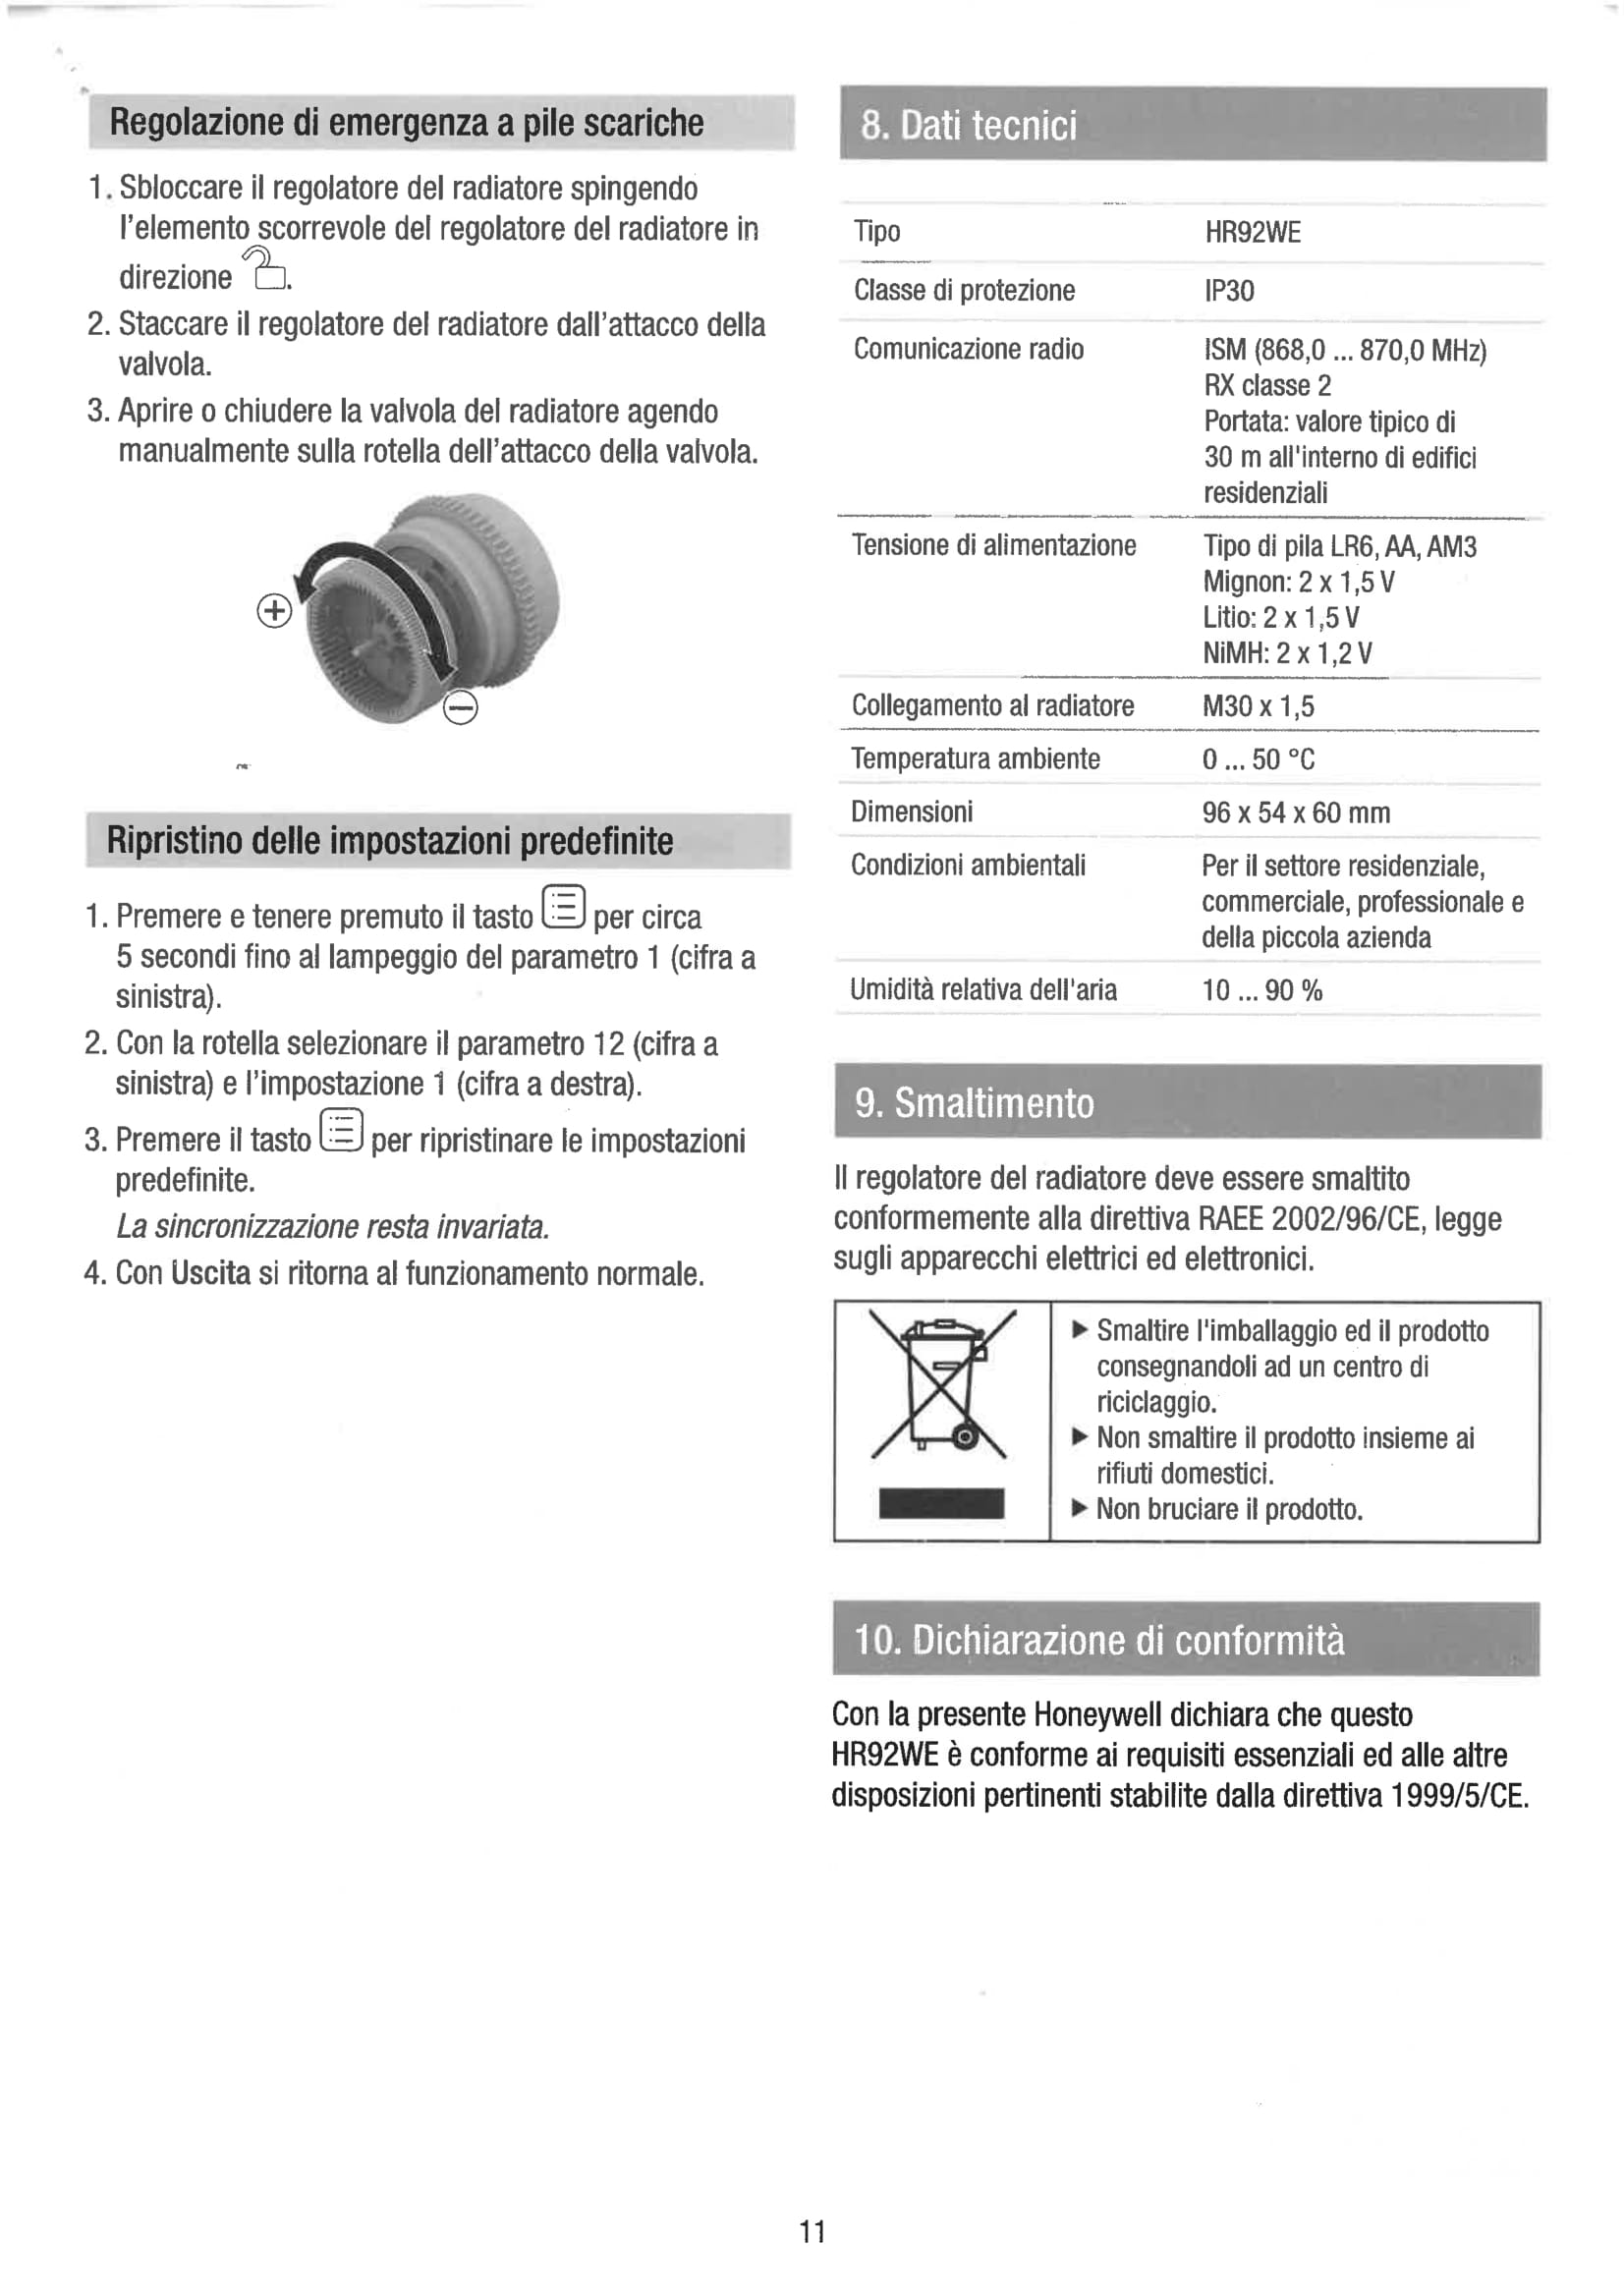 Regolazione di emergenza a pile scariche
1. Sbloccare il regolatore del radiatore spingendo
l'elemento scorrevole del regolatore del radiatore in
direzione .
2. Staccare il regolatore del radiatore dall'attacco della
valvola.
3. Aprire o chiudere la valvola del radiatore agendo
manualmente sulla rotella dell'attacco della valvola.
+
−
Ripristino delle impostazioni predefinite
1. Premere e tenere premuto il tasto per circa
5 secondi fino al lampeggio del parametro 1 (cifra a
sinistra).
2. Con la rotella selezionare il parametro 12 (cifra a
sinistra) e l'impostazione 1 (cifra a destra).
3. Premere il tasto per ripristinare le impostazioni
predefinite.
La sincronizzazione resta invariata.
4. Con Uscita si ritorna al funzionamento normale.
8. Dati tecnici
Tipo HR92WE
Classe di protezione IP30
Comunicazione radio ISM (868,0 ... 870,0 MHz)
RX classe 2
Portata: valore tipico di
30 m all'interno di edifici
residenziali
Tensione di alimentazione Tipo di pila LR6, AA, AM3
Mignon: 2 x 1,5 V
Litio: 2 x 1,5 V
NiMH: 2 x 1,2 V
Collegamento al radiatore M30 x 1,5
Temperatura ambiente 0 ... 50 °C
Dimensioni 96 x 54 x 60 mm
Condizioni ambientali Per il settore residenziale,
commerciale, professionale e
della piccola azienda
Umidità relativa dell'aria 10 ... 90 %
9. Smaltimento
Il regolatore del radiatore deve essere smaltito
conformemente alla direttiva RAEE 2002/96/CE, legge
sugli apparecchi elettrici ed elettronici.
▶ Smaltire l'imballaggio ed il prodotto
consegnandoli ad un centro di
riciclaggio.
▶ Non smaltire il prodotto insieme ai
rifiuti domestici.
▶ Non bruciare il prodotto.
10. Dichiarazione di conformità
Con la presente Honeywell dichiara che questo
HR92WE è conforme ai requisiti essenziali ed alle altre
disposizioni pertinenti stabilite dalla direttiva 1999/5/CE.
11